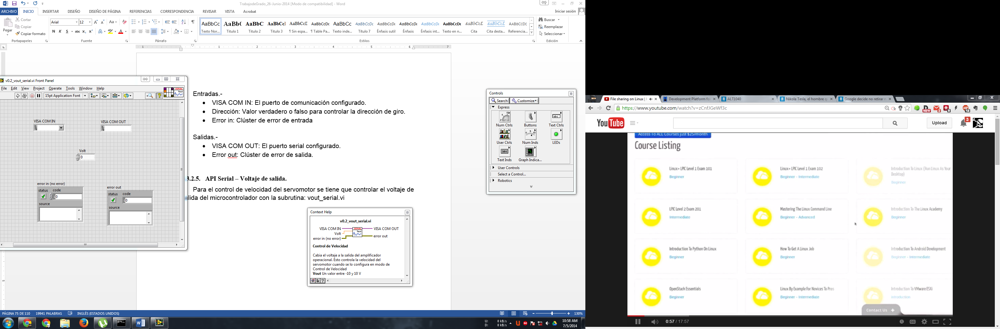 TrabajodeGrado_26-Junio-2014 [Modo de compatibilidad] - Word
ARCHIVO INICIO INSERTAR DISEÑO DISEÑO DE PÁGINA REFERENCIAS CORRESPONDENCIA REVISAR VISTA Acrobat Iniciar sesión
Pegar
Cortar
Copiar
Copiar formato
Portapapeles
Arial 12
Fuente
Párrafo
AaBbCc AaBb( AaBbC AaBbCcl AaBbCcI AaBbCcDc AaBbCc AaBbCcDc AaBbCcDc AaBbCcDc AaBbCcDc AaBbCcDc AaBbCcI AaBbCcL AABBCCDI
Texto Nor... Titulo 1 Titulo 2 Titulo 3 ¶ Sin espa... ¶ Table Pa... Texto inde... Título 7 Énfasis sutil Énfasis Énfasis int... Texto en n... Cita Cita desta... Referencia...
Estilos
Buscar
Reemplazar
Seleccionar
Edición
1 1 2 3 4 5 6 7
v0.2_vout_serial.vi Front Panel
File Edit View Project Operate Tools Window Help
15pt Application Font
VISA COM IN
VISA COM OUT
Volt
0
error in (no error)
status code
0
source
error out
status code
0
source
Entradas.-
• VISA COM IN: El puerto de comunicación configurado.
• Dirección: Valor verdadero o falso para controlar la dirección de giro.
• Error in: Clúster de error de entrada
Salidas.-
• VISA COM OUT: El puerto serial configurado.
• Error out: Clúster de error de salida.
3.2.5. API Serial – Voltaje de salida.
Para el control de velocidad del servomotor se tiene que controlar el voltaje de
lida del microcontrolador con la subrutina: vout_serial.vi
Context Help
v0.2_vout_serial.vi
VISA COM IN
Volt
error in (no error)
SERIAL
Vout
VISA COM OUT
error out
Control de Velocidad
Cabia el voltaje a la salida del amplificador
operacional. Esto controla la velocidad del
servomotor cuando se lo configura en modo de
Control de Velocidad
Vout Un valor entre -10 y 10 V
Controls
Search Customize
Express
Num Ctrls Buttons Text Ctrls
User Ctrls Num Inds LEDs
Text Inds Graph Indica...
User Controls
Select a Control...
Robotics
PÁGINA 75 DE 110 19941 PALABRAS INGLÉS (ESTADOS UNIDOS) 130%
U: 0 kB/s
D: 0 kB/s
10:58 AM
7/5/2014
File sharing on Linux | Development Platform fo ALT1040 Nikola Tesla, el hombre q Google decide no retirar
https://www.youtube.com/watch?v=zCnfJGeWf3c
YouTube
Upload
3
Access To ALL Courses just $25/month
Course Listing
Linux+ LPIC Level 1 Exam 101
Beginner
Linux+ LPIC Level 1 Exam 102
Beginner - Intermediate
Introduction To Linux (Run Linux As Your
Desktop)
Beginner
LPIC Level 2 Exam 201
Intermediate
Mastering The Linux Command Line
Beginner - Advanced
Introduction To The Linux Academy
Beginner
Introduction To Python On Linux
Beginner
How To Get A Linux Job
Beginner
Introduction To Android Development
Beginner - Intermediate
OpenStack Essentials
Beginner
Linux By Example For Novices To Pros
Beginner - Intermediate
Introduction To VMware ESXi
Introduction
Contact Us +
0:57 / 17:57